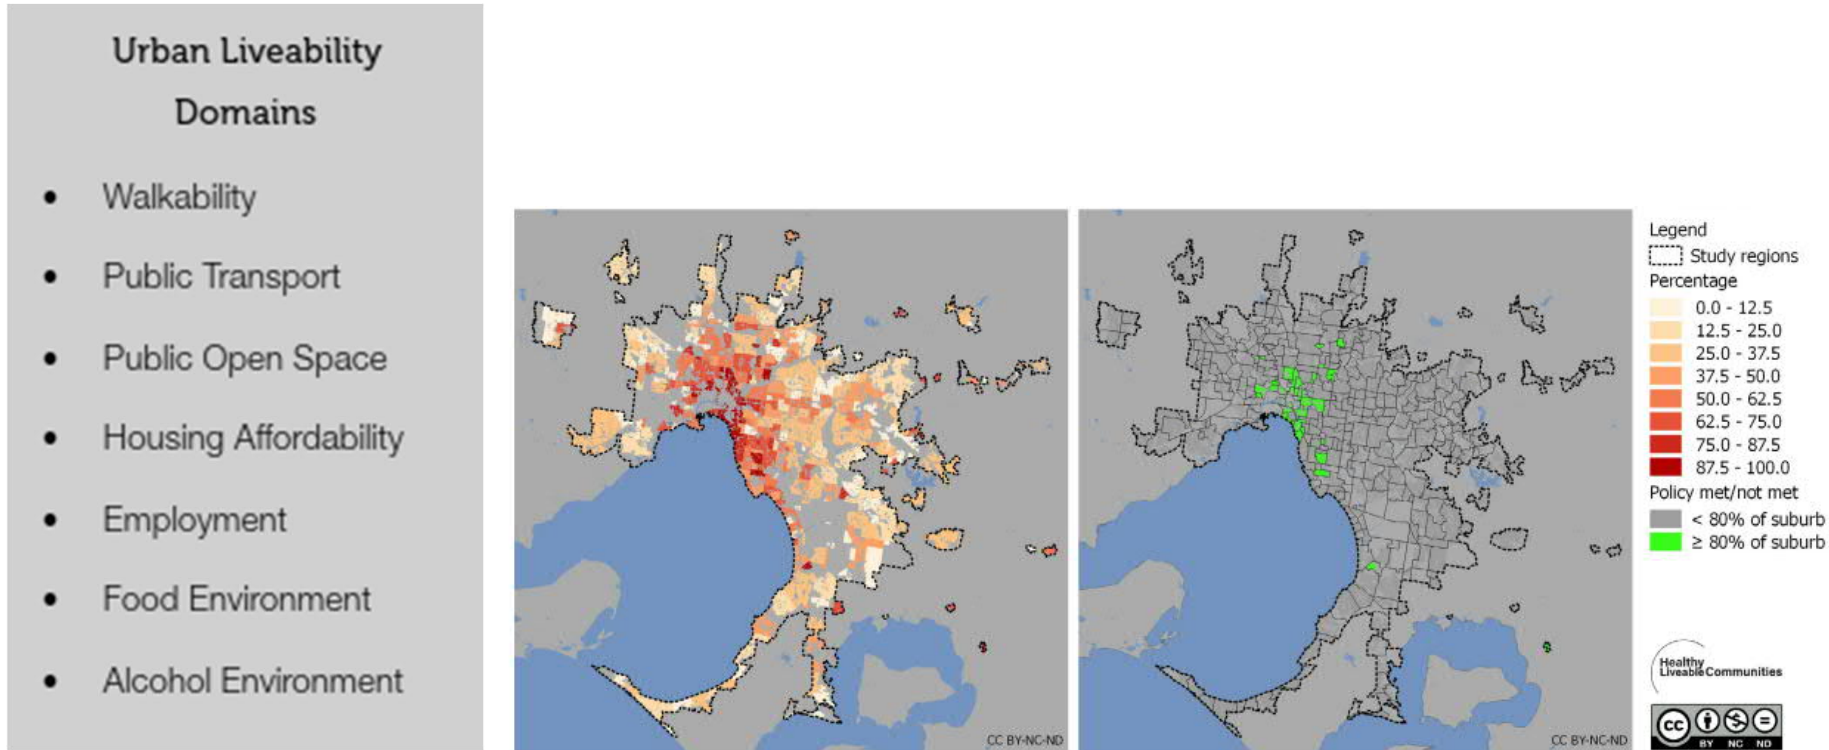 Urban Liveability
Domains
• Walkability
• Public Transport
• Public Open Space
• Housing Affordability
• Employment
• Food Environment
• Alcohol Environment
CC BY-NC-ND
CC BY-NC-ND
Legend
Study regions
Percentage
0.0 - 12.5
12.5 - 25.0
25.0 - 37.5
37.5 - 50.0
50.0 - 62.5
62.5 - 75.0
75.0 - 87.5
87.5 - 100.0
Policy met/not met
< 80% of suburb
≥ 80% of suburb
Healthy
LiveableCommunities
cc
BY NC ND